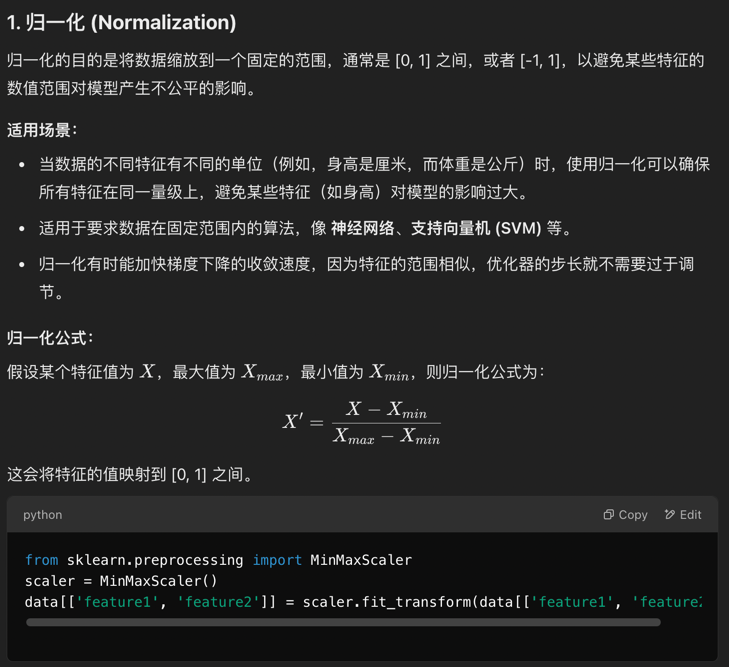 1. 归一化 (Normalization)
归一化的目的是将数据缩放到一个固定的范围，通常是 [0, 1] 之间，或者 [-1, 1]，以避免某些特征的
数值范围对模型产生不公平的影响。
适用场景：
• 当数据的不同特征有不同的单位（例如，身高是厘米，而体重是公斤）时，使用归一化可以确保
所有特征在同一量级上，避免某些特征（如身高）对模型的影响过大。
• 适用于要求数据在固定范围内的算法，像 神经网络、支持向量机 (SVM) 等。
• 归一化有时能加快梯度下降的收敛速度，因为特征的范围相似，优化器的步长就不需要过于调
节。
归一化公式：
假设某个特征值为 X，最大值为 X_{max}，最小值为 X_{min}，则归一化公式为：
X' = \frac{X - X_{min}}{X_{max} - X_{min}}
这会将特征的值映射到 [0, 1] 之间。
python Copy Edit
from sklearn.preprocessing import MinMaxScaler
scaler = MinMaxScaler()
data[['feature1', 'feature2']] = scaler.fit_transform(data[['feature1', 'feature